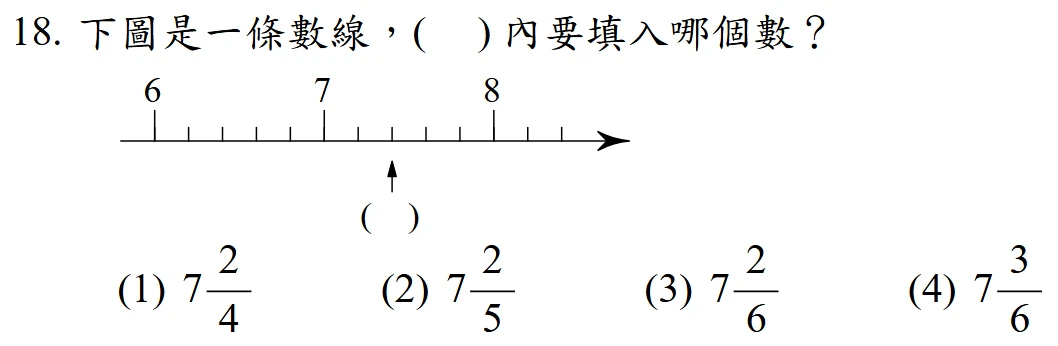 18. 下圖是一條數線，( ) 內要填入哪個數？
6 7 8
( )
(1) 7 2/4 (2) 7 2/5 (3) 7 2/6 (4) 7 3/6